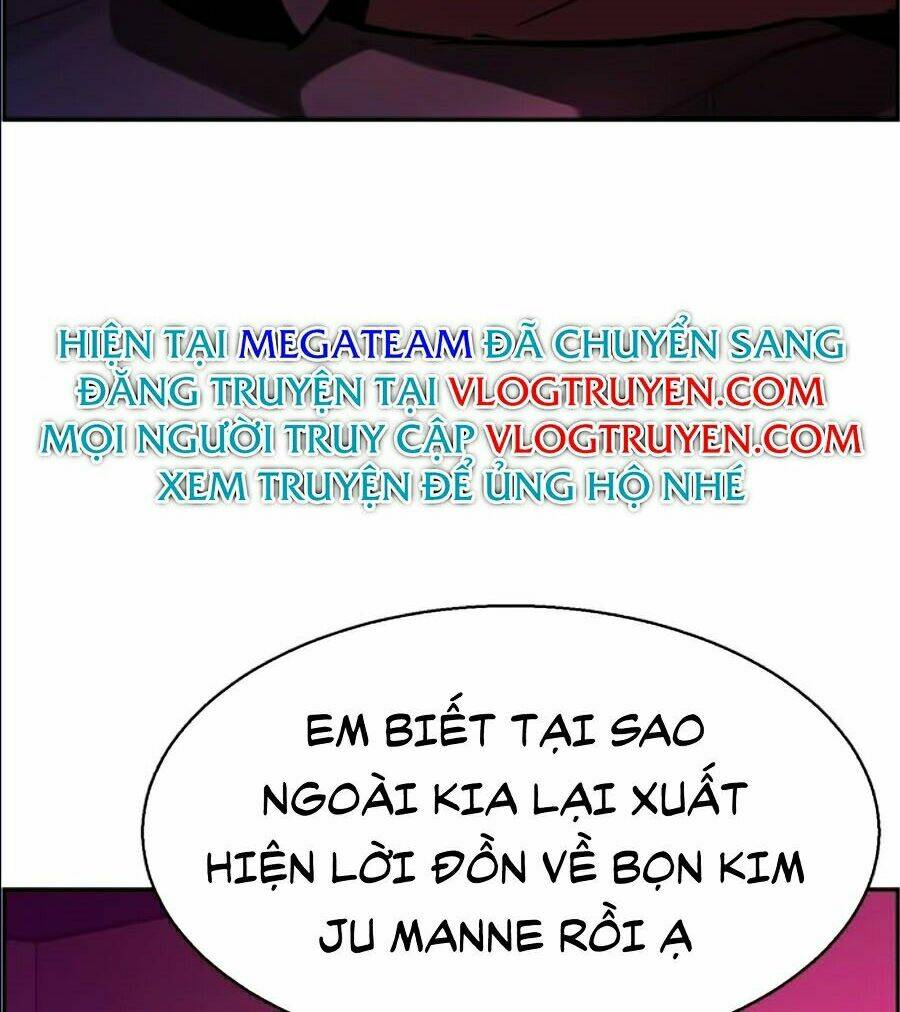 HIỆN TẠI MEGATEAM ĐÃ CHUYỂN SANG
ĐĂNG TRUYỆN TẠI VLOGTRUYEN.COM
MỌI NGƯỜI TRUY CẬP VLOGTRUYEN.COM
XEM TRUYỆN ĐỂ ỦNG HỘ NHÉ
EM BIẾT TẠI SAO
NGOÀI KIA LẠI XUẤT
HIỆN LỜI ĐỒN VỀ BỌN KIM
JU MANNE RỒI Ạ